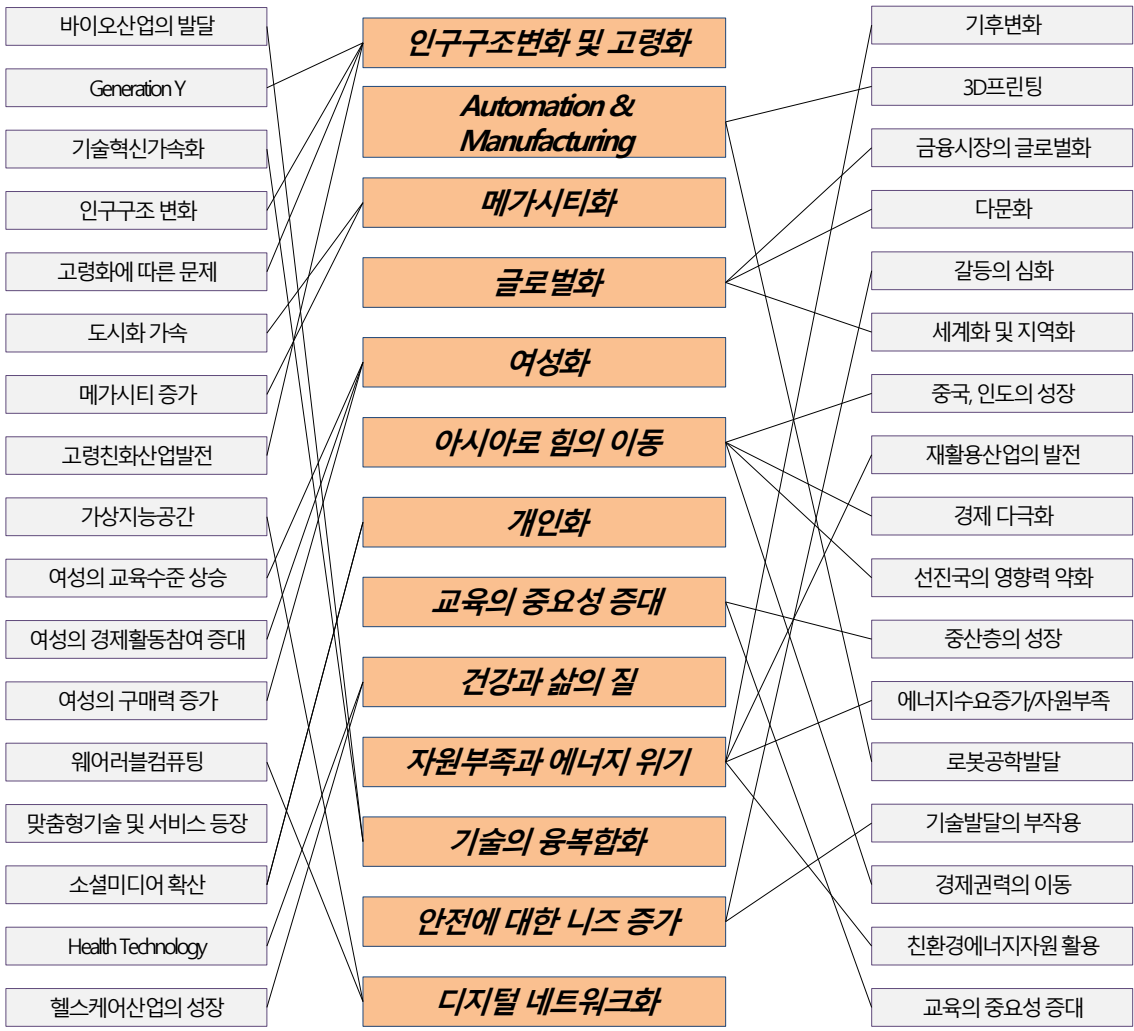 바이오산업의 발달
Generation Y
기술혁신가속화
인구구조 변화
고령화에 따른 문제
도시화 가속
메가시티 증가
고령친화산업발전
가상지능공간
여성의 교육수준 상승
여성의 경제활동참여 증대
여성의 구매력 증가
웨어러블컴퓨팅
맞춤형기술 및 서비스 등장
소셜미디어 확산
Health Technology
헬스케어산업의 성장
인구구조변화 및 고령화
Automation &
Manufacturing
메가시티화
글로벌화
여성화
아시아로 힘의 이동
개인화
교육의 중요성 증대
건강과 삶의 질
자원부족과 에너지 위기
기술의 융복합화
안전에 대한 니즈 증가
디지털 네트워크화
기후변화
3D프린팅
금융시장의 글로벌화
다문화
갈등의 심화
세계화 및 지역화
중국, 인도의 성장
재활용산업의 발전
경제 다극화
선진국의 영향력 약화
중산층의 성장
에너지수요증가/자원부족
로봇공학발달
기술발달의 부작용
경제권력의 이동
친환경에너지자원 활용
교육의 중요성 증대